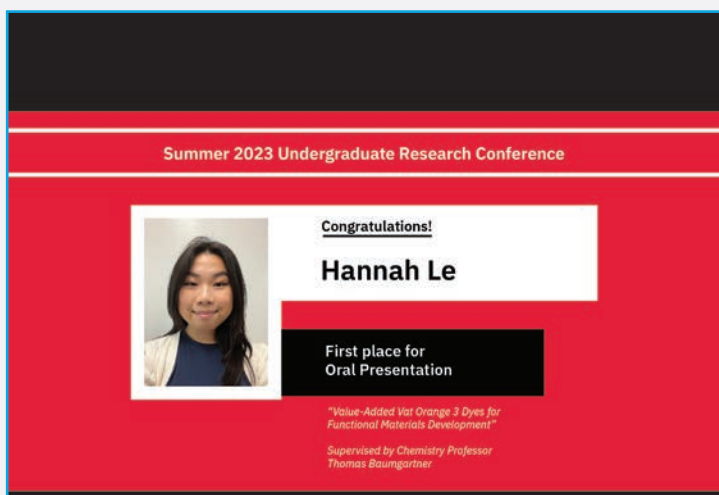 Summer 2023 Undergraduate Research Conference
Congratulations!
Hannah Le
First place for
Oral Presentation
“Value-Added Vat Orange 3 Dyes for
Functional Materials Development”
Supervised by Chemistry Professor
Thomas Baumgartner